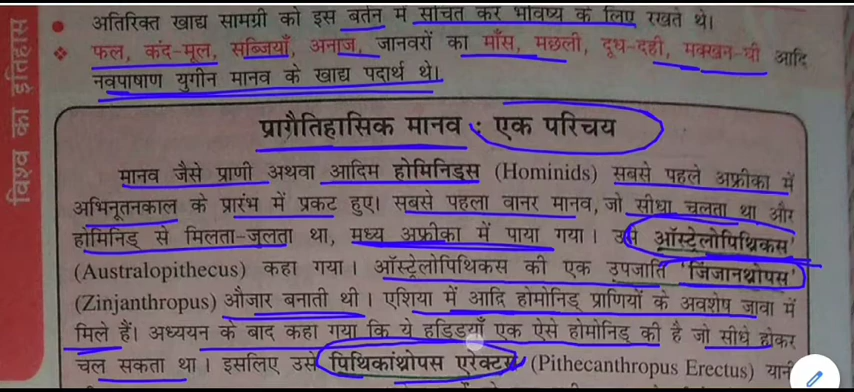 विश्व का इतिहास
अतिरिक्त खाद्य सामग्री को इस बर्तन में संचित कर भविष्य के लिए रखते थे।
फल, कंद-मूल, सब्जियाँ, अनाज, जानवरों का माँस, मछली, दूध-दही, मक्खन-घी आदि
नवपाषाण युगीन मानव के खाद्य पदार्थ थे।
प्रागैतिहासिक मानव : एक परिचय
मानव जैसे प्राणी अथवा आदिम होमिनिड्स (Hominids) सबसे पहले अफ्रीका में
अभिनूतनकाल के प्रारंभ में प्रकट हुए। सबसे पहला वानर मानव, जो सीधा चलता था और
होमिनिड् से मिलता-जुलता था, मध्य अफ्रीका में पाया गया। उसे 'ऑस्ट्रेलोपिथिकस'
(Australopithecus) कहा गया। ऑस्ट्रेलोपिथिकस की एक उपजाति 'जिंजानथ्रोपस'
(Zinjanthropus) औजार बनाती थी। एशिया में आदि होमोनिड् प्राणियों के अवशेष जावा में
मिले हैं। अध्ययन के बाद कहा गया कि ये हड्डियाँ एक ऐसे होमोनिड् की है जो सीधे होकर
चल सकता था। इसलिए उसे पिथिकांथ्रोपस एरेक्टस (Pithecanthropus Erectus) यानी